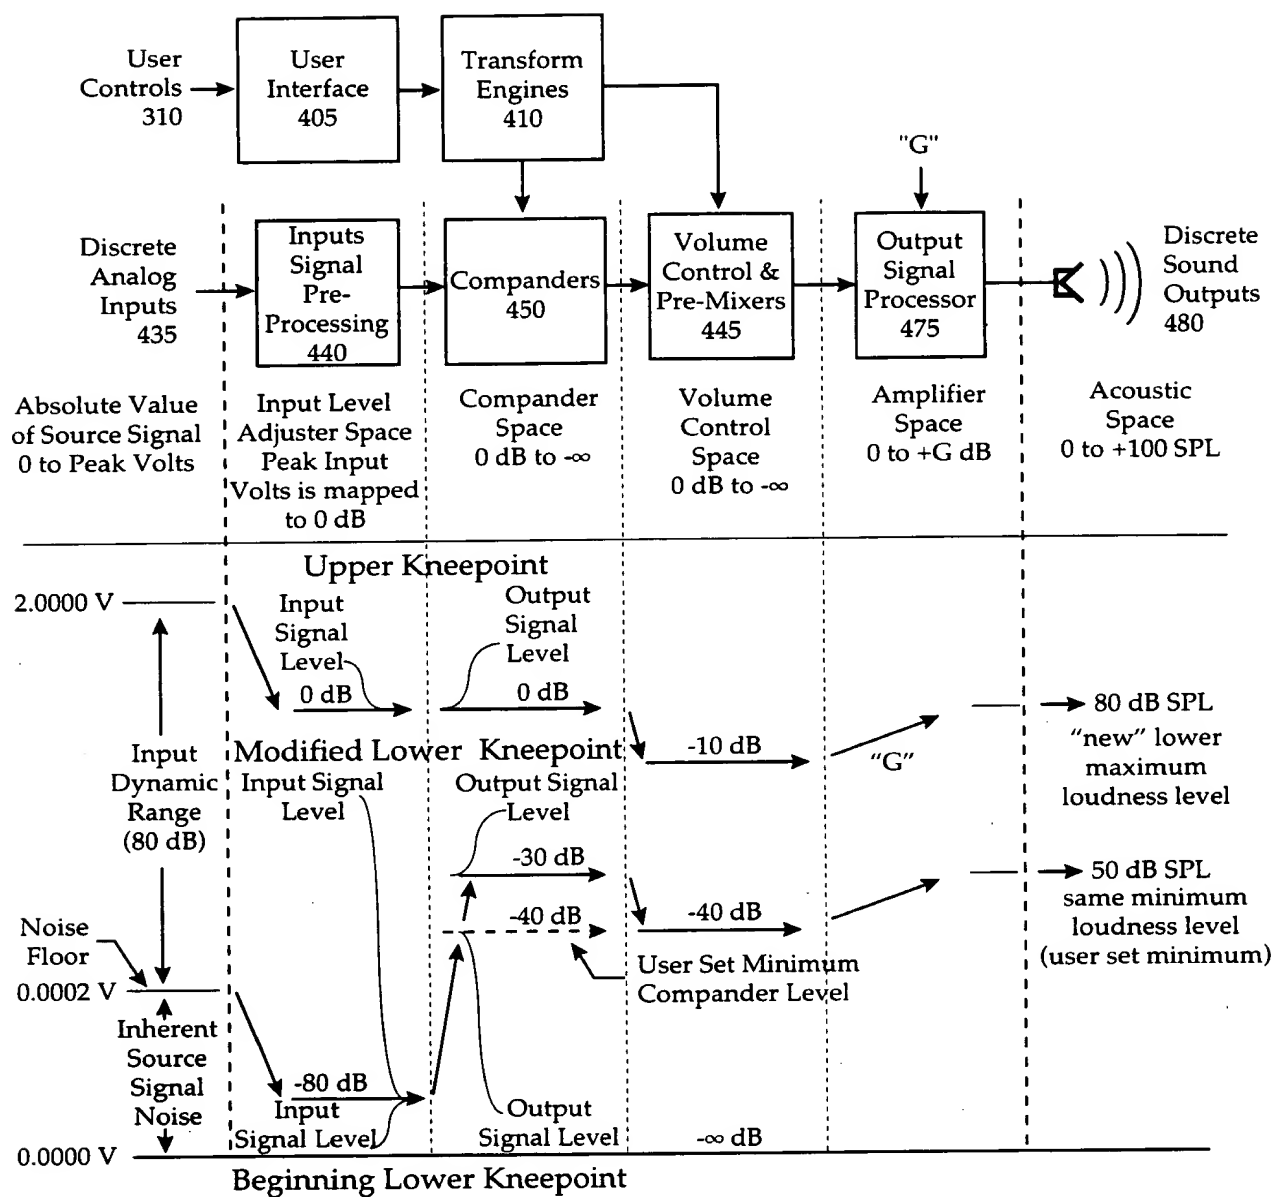 User
Controls
310
User
Interface
405
Transform
Engines
410
"G"
Discrete
Analog
Inputs
435
Inputs
Signal
Pre-
Processing
440
Companders
450
Volume
Control &
Pre-Mixers
445
Output
Signal
Processor
475
Discrete
Sound
Outputs
480
Absolute Value
of Source Signal
0 to Peak Volts
Input Level
Adjuster Space
Peak Input
Volts is mapped
to 0 dB
Compander
Space
0 dB to -∞
Volume
Control
Space
0 dB to -∞
Amplifier
Space
0 to +G dB
Acoustic
Space
0 to +100 SPL
Upper Kneepoint
2.0000 V
Input
Signal
Level
0 dB
Output
Signal
Level
0 dB
-10 dB
"G"
80 dB SPL
"new" lower
maximum
loudness level
Modified Lower Kneepoint
Input Signal
Level
Output Signal
Level
Input
Dynamic
Range
(80 dB)
-30 dB
-40 dB
-40 dB
50 dB SPL
same minimum
loudness level
(user set minimum)
User Set Minimum
Compander Level
Noise
Floor
0.0002 V
Inherent
Source
Signal
Noise
-80 dB
Input
Signal Level
Output
Signal Level
-∞ dB
0.0000 V
Beginning Lower Kneepoint